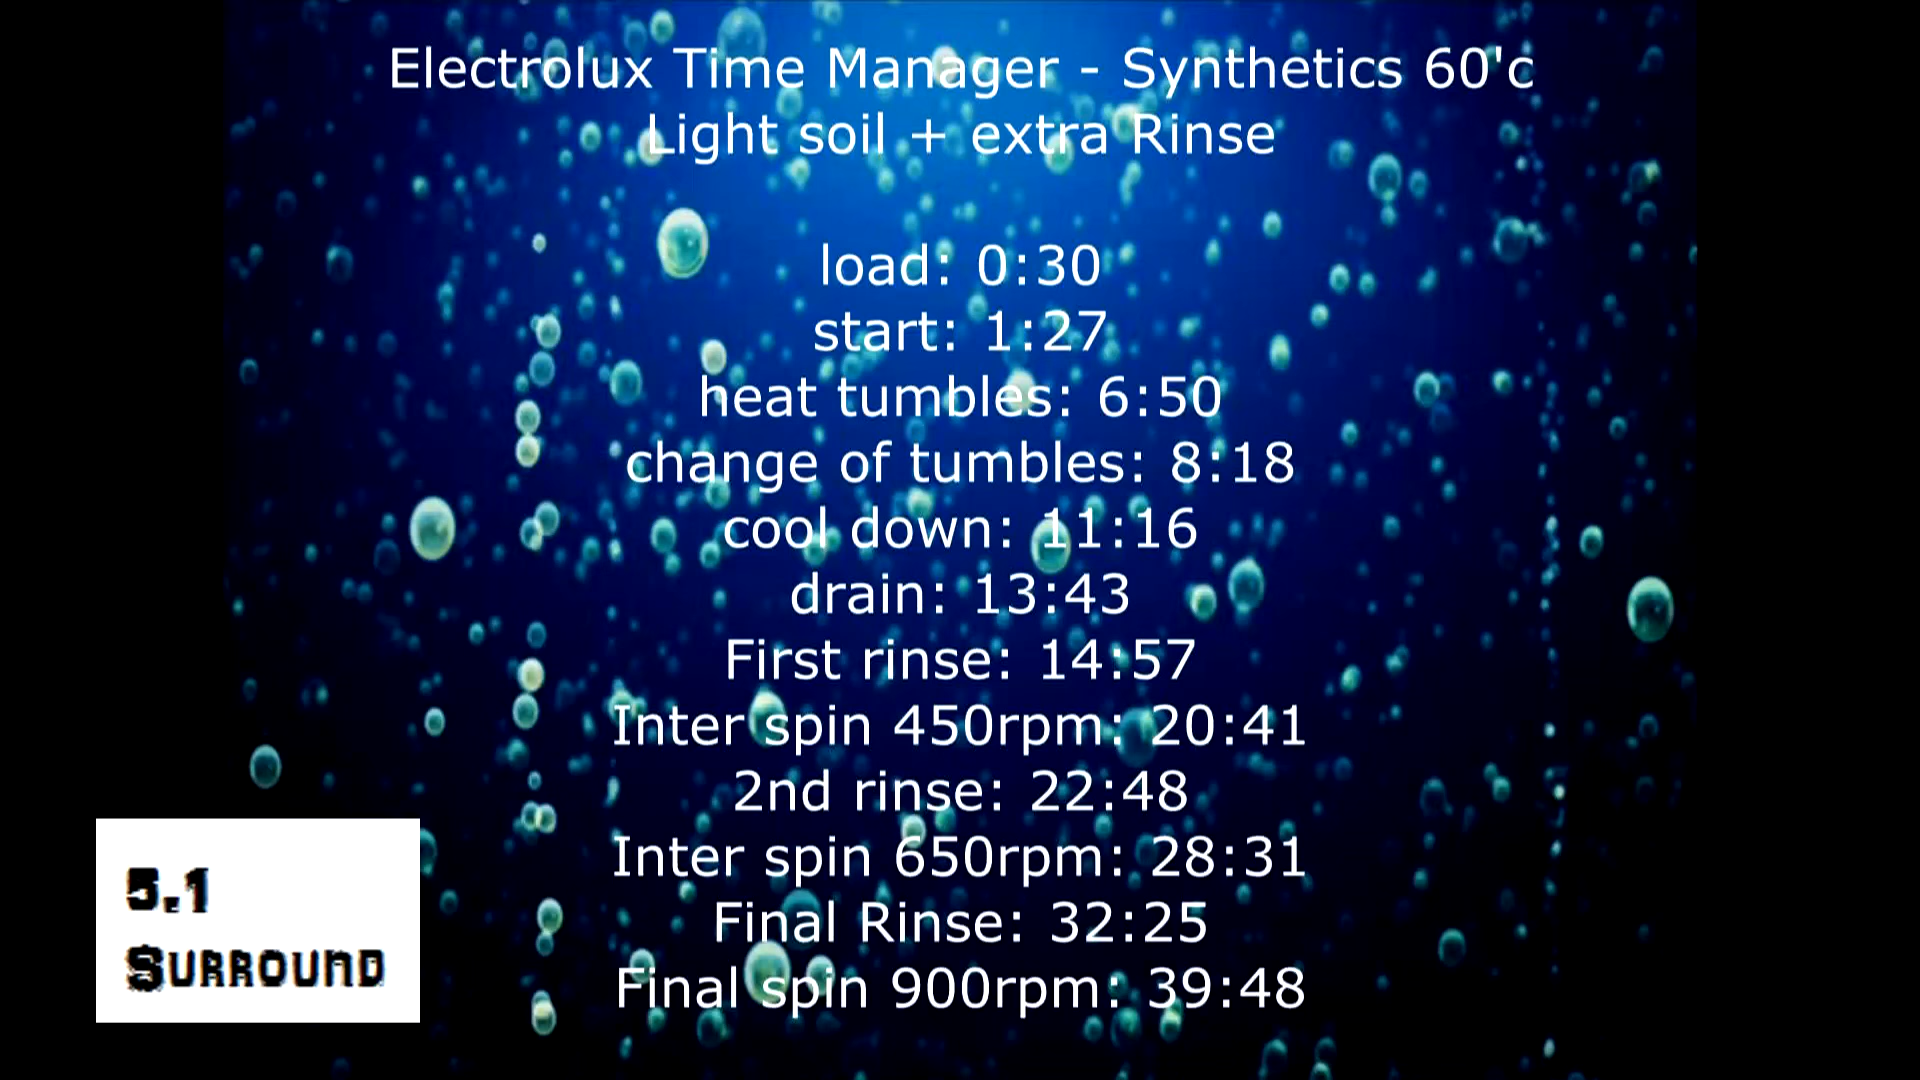 Electrolux Time Manager - Synthetics 60'c
Light soil + extra Rinse
load: 0:30
start: 1:27
heat tumbles: 6:50
change of tumbles: 8:18
cool down: 11:16
drain: 13:43
First rinse: 14:57
Inter spin 450rpm: 20:41
2nd rinse: 22:48
Inter spin 650rpm: 28:31
Final Rinse: 32:25
Final spin 900rpm: 39:48
5.1
Surround